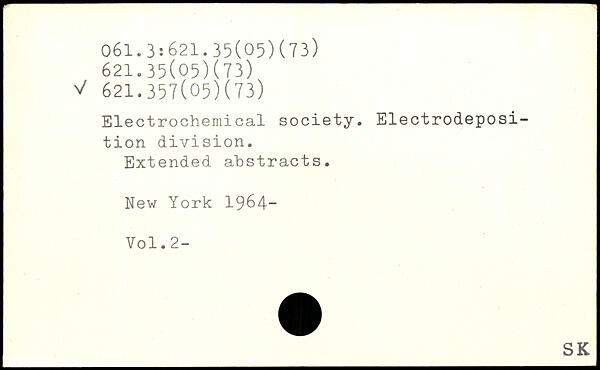 061.3:621.35(05)(73)
621.35(05)(73)
√ 621.357(05)(73)
Electrochemical society. Electrodeposi-
tion division.
Extended abstracts.
New York 1964-
Vol.2-
SK